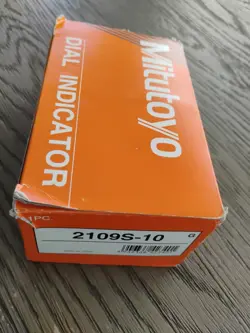 Mitutoyo
DIAL INDICATOR
1PC
2109S-10
G